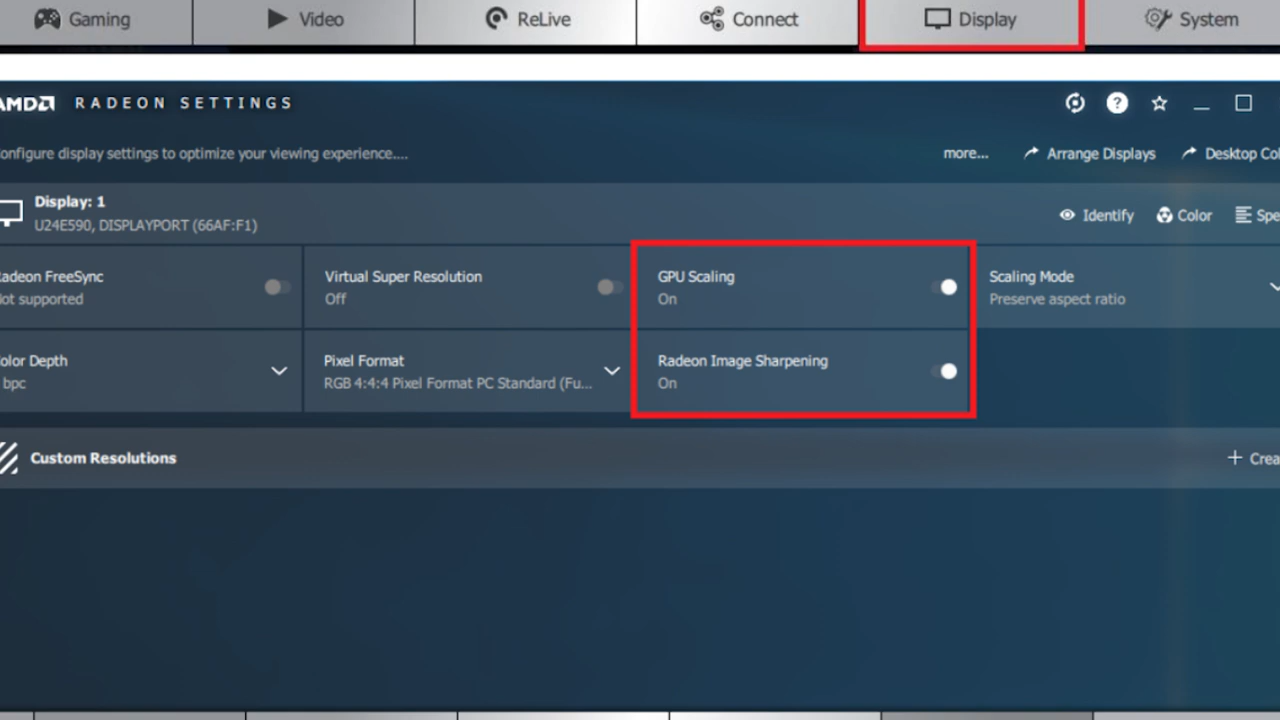 Gaming
Video
ReLive
Connect
Display
System
AMD RADEON SETTINGS
?
onfigure display settings to optimize your viewing experience....
more...
Arrange Displays
Desktop Col
Display: 1
U24E590, DISPLAYPORT (66AF:F1)
Identify
Color
Spe
adeon FreeSync
ot supported
Virtual Super Resolution
Off
GPU Scaling
On
Scaling Mode
Preserve aspect ratio
olor Depth
bpc
Pixel Format
RGB 4:4:4 Pixel Format PC Standard (Fu...
Radeon Image Sharpening
On
Custom Resolutions
+ Crea